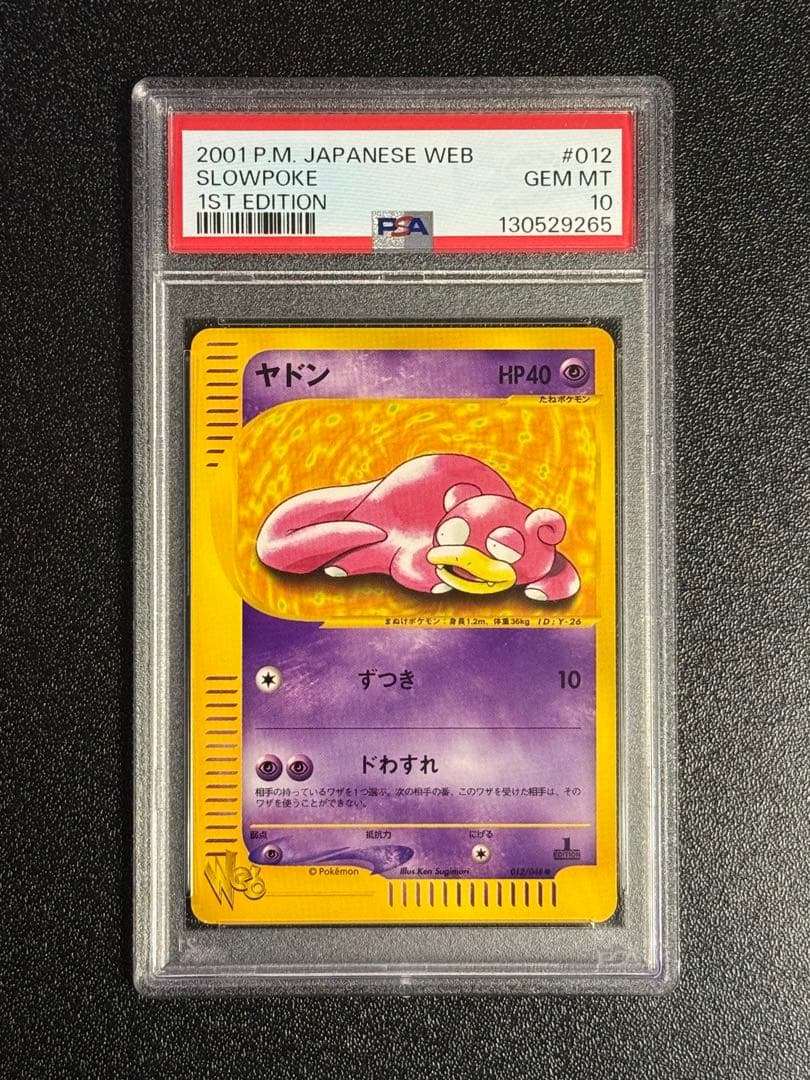 2001 P.M. JAPANESE WEB #012
SLOWPOKE GEM MT
1ST EDITION 10
PSA 130529265
ヤドン HP40
たねポケモン
まぬけポケモン:身長1.2m、体重36kg ID:Y-26
ずつき 10
ドわすれ
相手の持っているワザを1つ選ぶ。次の相手の番、このワザを受けた相手は、その
ワザを使うことができない。
弱点 抵抗力 にげる
1
EDITION
Web
© Pokémon Illus.Ken Sugimori 012/048